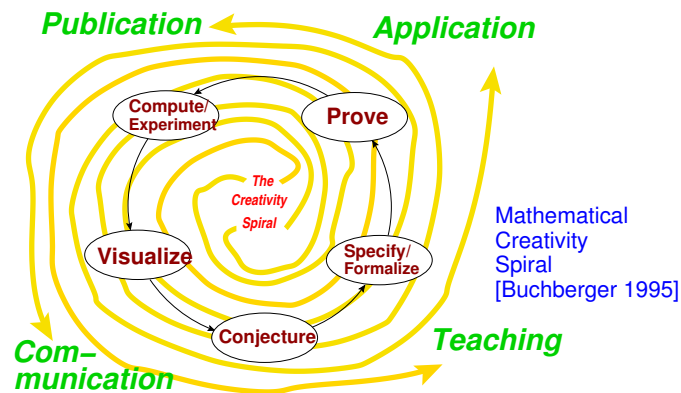 Publication
Application
Compute/
Experiment
Prove
The
Creativity
Spiral
Visualize
Specify/
Formalize
Mathematical
Creativity
Spiral
[Buchberger 1995]
Conjecture
Teaching
Com–
munication